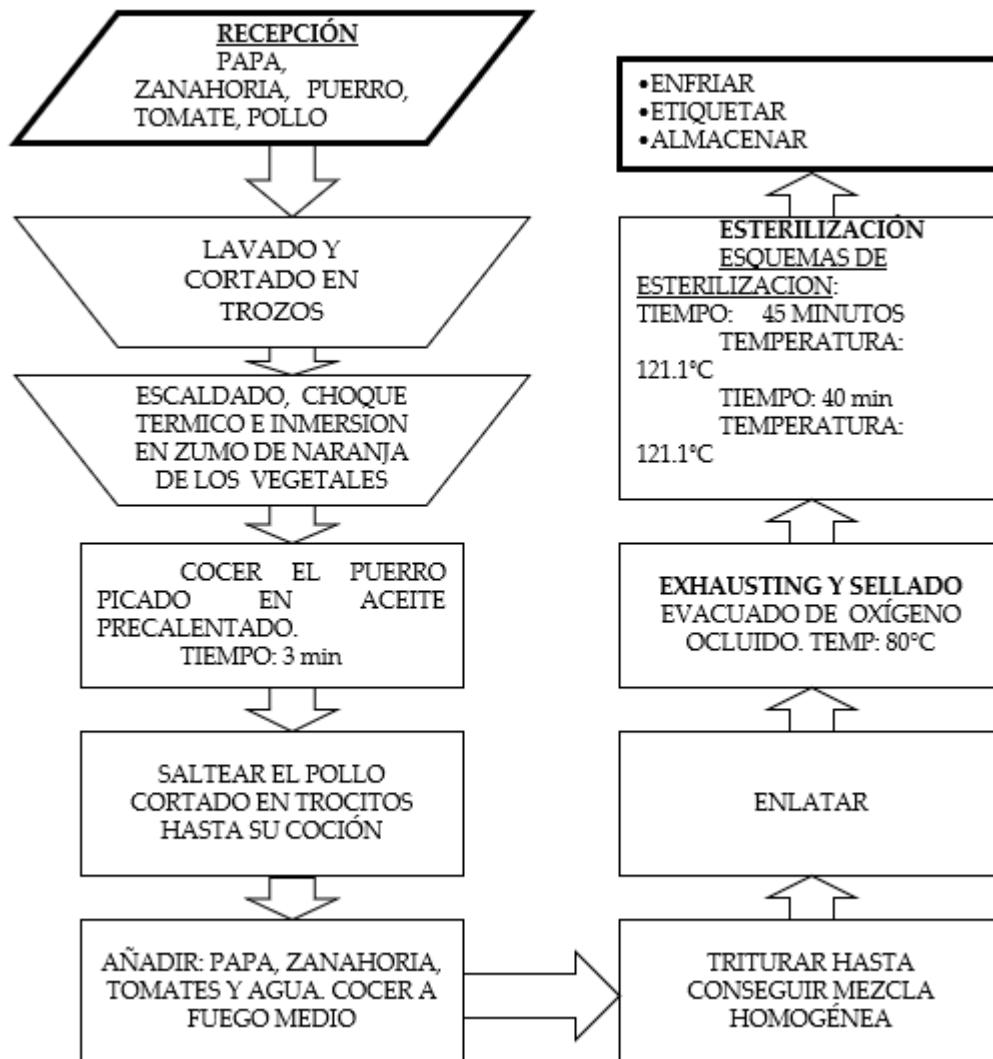 RECEPCIÓN
PAPA,
ZANAHORIA, PUERRO,
TOMATE, POLLO
LAVADO Y
CORTADO EN
TROZOS
ESCALDADO, CHOQUE
TERMICO E INMERSION
EN ZUMO DE NARANJA
DE LOS VEGETALES
COCER EL PUERRO
PICADO EN ACEITE
PRECALENTADO.
TIEMPO: 3 min
SALTEAR EL POLLO
CORTADO EN TROCITOS
HASTA SU COCIÓN
AÑADIR: PAPA, ZANAHORIA,
TOMATES Y AGUA. COCER A
FUEGO MEDIO
TRITURAR HASTA
CONSEGUIR MEZCLA
HOMOGÉNEA
ENLATAR
EXHAUSTING Y SELLADO
EVACUADO DE OXÍGENO
OCLUIDO. TEMP: 80°C
ESTERILIZACIÓN
ESQUEMAS DE
ESTERILIZACION:
TIEMPO: 45 MINUTOS
TEMPERATURA:
121.1°C
TIEMPO: 40 min
TEMPERATURA:
121.1°C
•ENFRIAR
•ETIQUETAR
•ALMACENAR